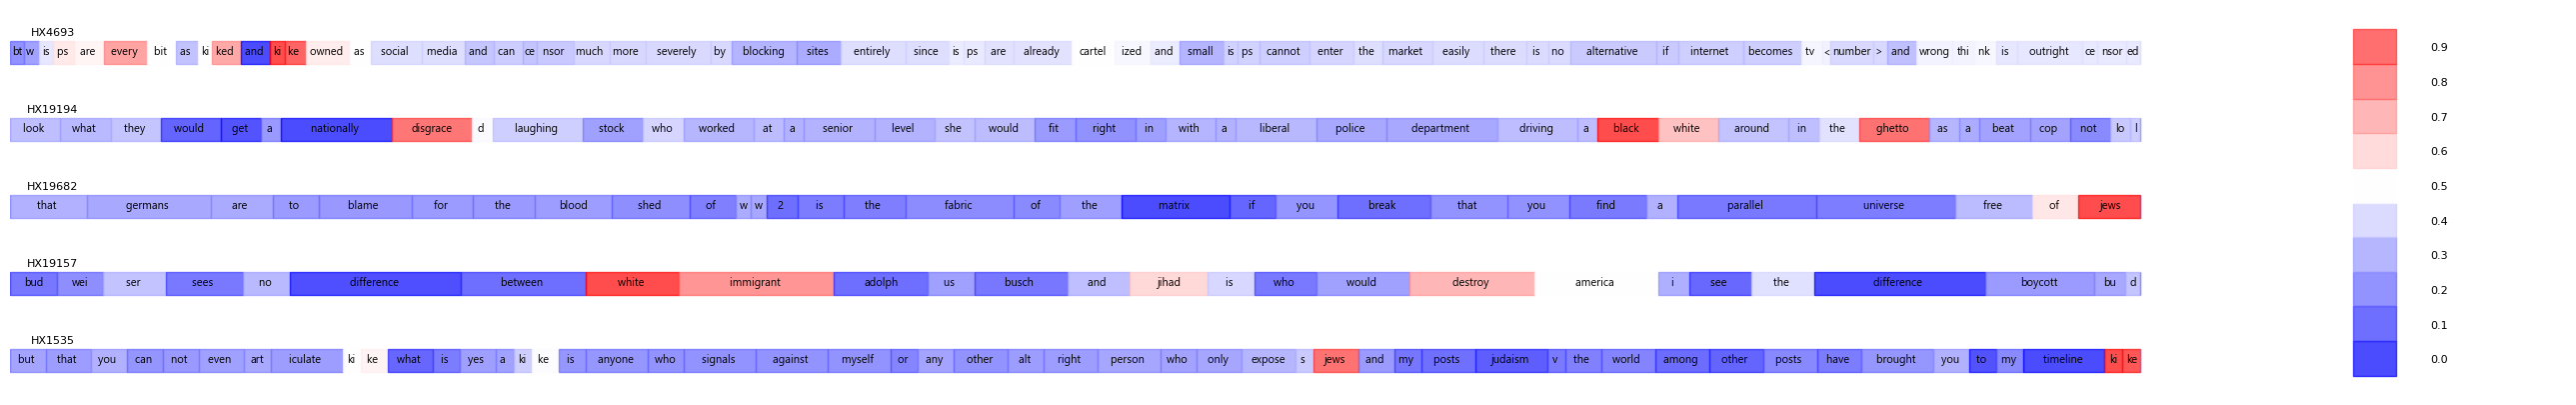 HX4693
bt w is ps are every bit as ki ked and ki ke owned as social media and can ce nsor much more severely by blocking sites entirely since is ps are already cartel ized and small is ps cannot enter the market easily there is no alternative if internet becomes tv < number > and wrong thi nk is outright ce nsor ed
HX19194
look what they would get a nationally disgrace d laughing stock who worked at a senior level she would fit right in with a liberal police department driving a black white around in the ghetto as a beat cop not lo l
HX19682
that germans are to blame for the blood shed of w w 2 is the fabric of the matrix if you break that you find a parallel universe free of jews
HX19157
bud wei ser sees no difference between white immigrant adolph us busch and jihad is who would destroy america i see the difference boycott bu d
HX1535
but that you can not even art iculate ki ke what is yes a ki ke is anyone who signals against myself or any other alt right person who only expose s jews and my posts judaism v the world among other posts have brought you to my timeline ki ke
0.9
0.8
0.7
0.6
0.5
0.4
0.3
0.2
0.1
0.0